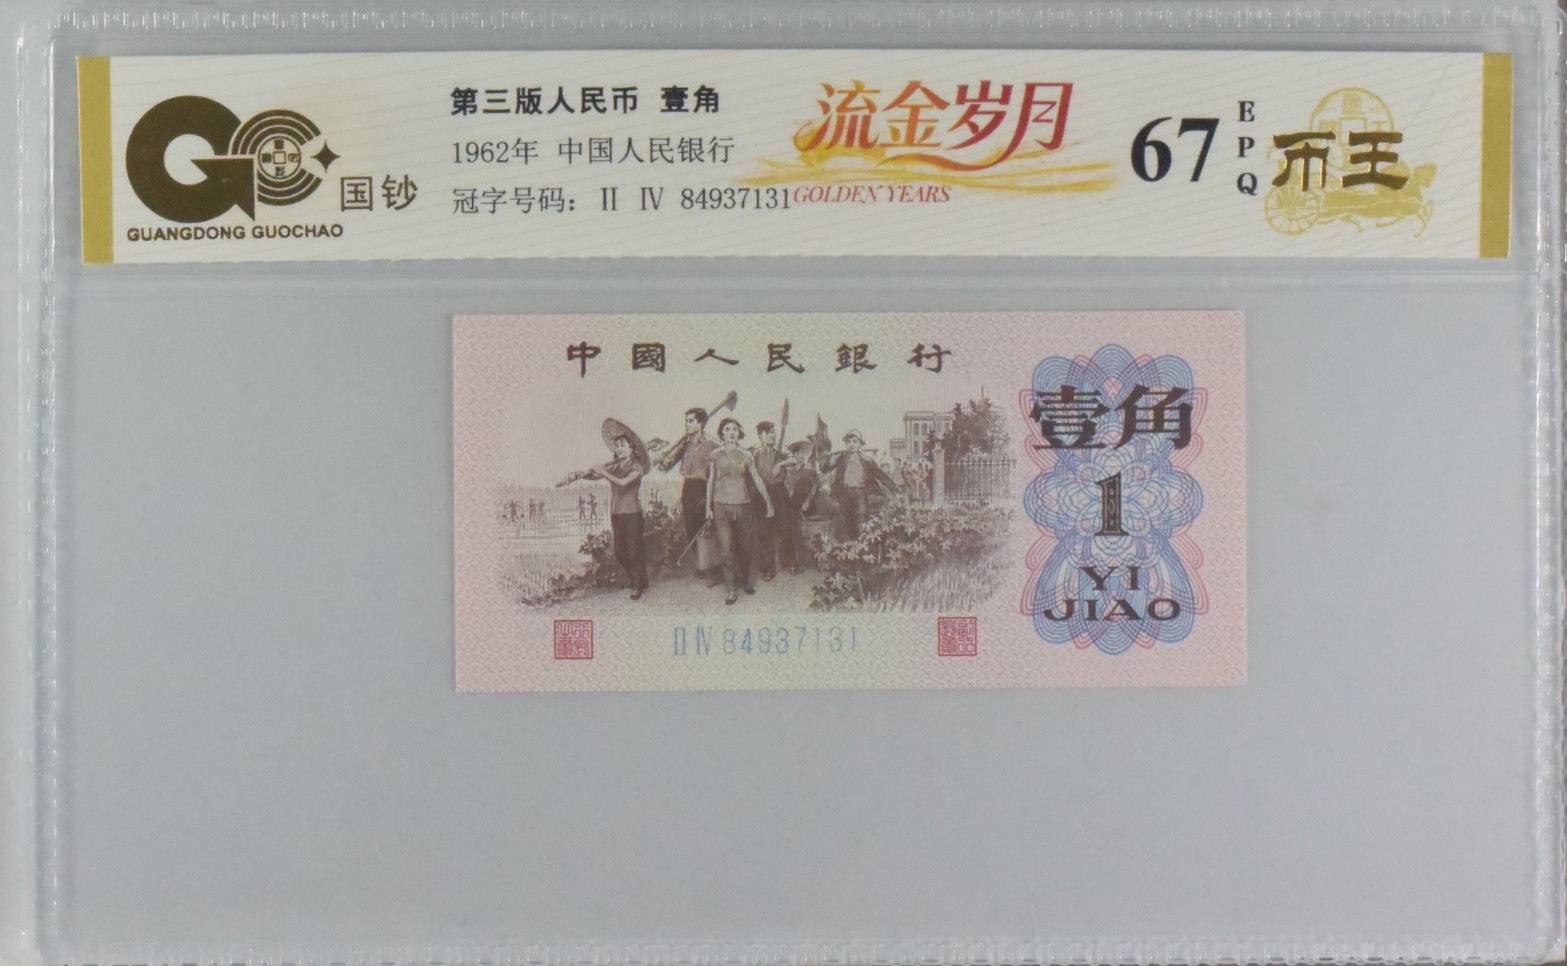 国钞
GUANGDONG GUOCHAO
第三版人民币 壹角
1962年 中国人民银行
冠字号码： II IV 84937131
流金岁月
GOLDEN YEARS
67
EPQ
币王
中國人民銀行
壹角
1
YI
JIAO
II IV 84937131